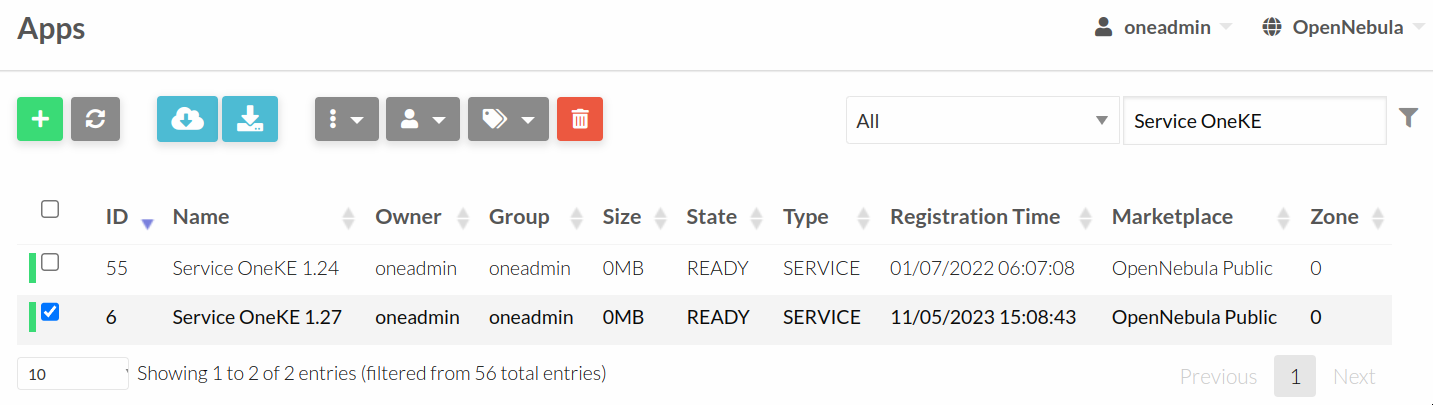 Apps
oneadmin OpenNebula
All Service OneKE
ID Name Owner Group Size State Type Registration Time Marketplace Zone
55 Service OneKE 1.24 oneadmin oneadmin 0MB READY SERVICE 01/07/2022 06:07:08 OpenNebula Public 0
6 Service OneKE 1.27 oneadmin oneadmin 0MB READY SERVICE 11/05/2023 15:08:43 OpenNebula Public 0
10 Showing 1 to 2 of 2 entries (filtered from 56 total entries)
Previous 1 Next